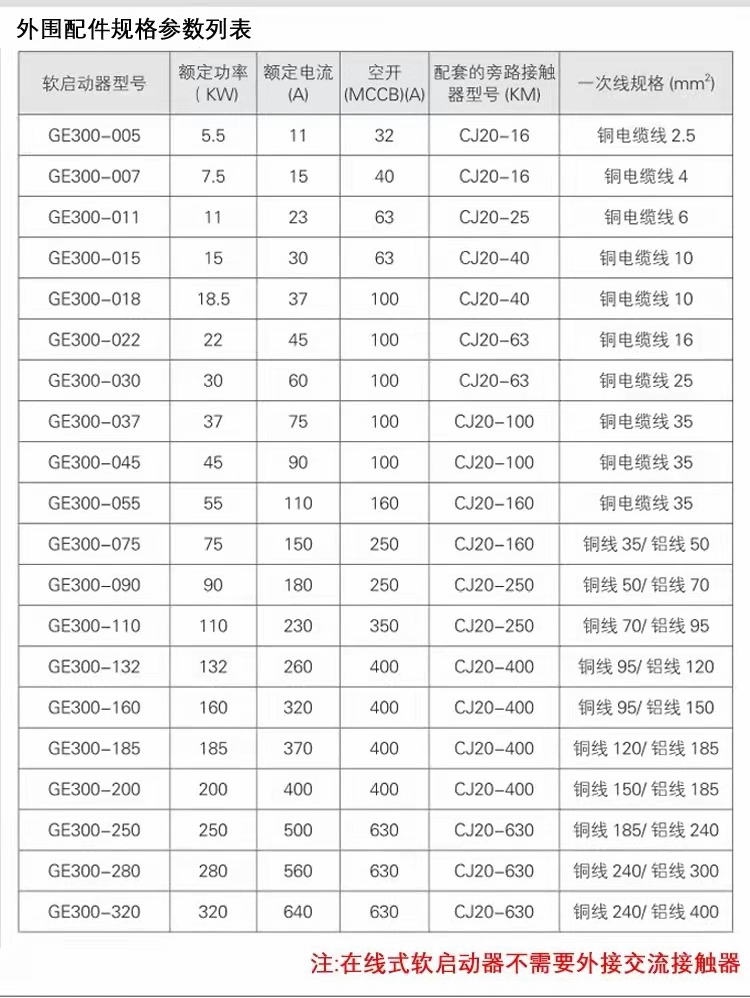 外围配件规格参数列表
软启动器型号 额定功率( KW) 额定电流(A) 空开(MCCB)(A) 配套的旁路接触器型号 (KM) 一次线规格 (mm²)
GE300-005 5.5 11 32 CJ20-16 铜电缆线 2.5
GE300-007 7.5 15 40 CJ20-16 铜电缆线 4
GE300-011 11 23 63 CJ20-25 铜电缆线 6
GE300-015 15 30 63 CJ20-40 铜电缆线 10
GE300-018 18.5 37 100 CJ20-40 铜电缆线 10
GE300-022 22 45 100 CJ20-63 铜电缆线 16
GE300-030 30 60 100 CJ20-63 铜电缆线 25
GE300-037 37 75 100 CJ20-100 铜电缆线 35
GE300-045 45 90 100 CJ20-100 铜电缆线 35
GE300-055 55 110 160 CJ20-160 铜电缆线 35
GE300-075 75 150 250 CJ20-160 铜线 35/ 铝线 50
GE300-090 90 180 250 CJ20-250 铜线 50/ 铝线 70
GE300-110 110 230 350 CJ20-250 铜线 70/ 铝线 95
GE300-132 132 260 400 CJ20-400 铜线 95/ 铝线 120
GE300-160 160 320 400 CJ20-400 铜线 95/ 铝线 150
GE300-185 185 370 400 CJ20-400 铜线 120/ 铝线 185
GE300-200 200 400 400 CJ20-400 铜线 150/ 铝线 185
GE300-250 250 500 630 CJ20-630 铜线 185/ 铝线 240
GE300-280 280 560 630 CJ20-630 铜线 240/ 铝线 300
GE300-320 320 640 630 CJ20-630 铜线 240/ 铝线 400
注:在线式软启动器不需要外接交流接触器